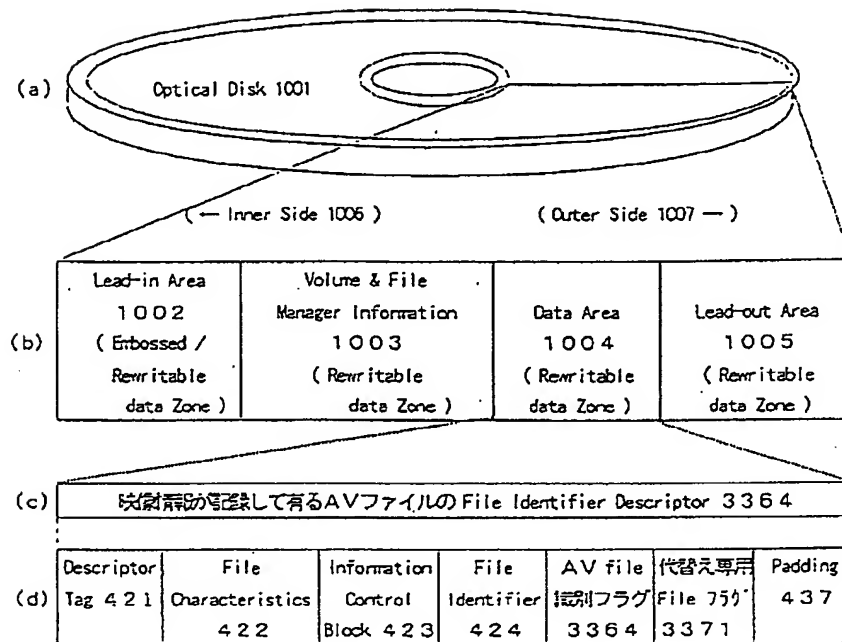 (a)
Optical Disk 1001
(← Inner Side 1006 )
(Outer Side 1007 →)
(b)
Lead-in Area
1002
( Embossed /
Rewritable
data Zone )
Volume & File
Manager Information
1003
( Rewritable
data Zone )
Data Area
1004
(Rewritable
data Zone )
Lead-out Area
1005
(Rewritable
data Zone )
(c)
映像情報が記録して有るAVファイルの File Identifier Descriptor 3364
(d)
Descriptor
Tag 421
File
Characteristics
422
Information
Control
Block 423
File
Identifier
424
AV file
識別フラグ
3364
代替え専用
File フラグ
3371
Padding
437